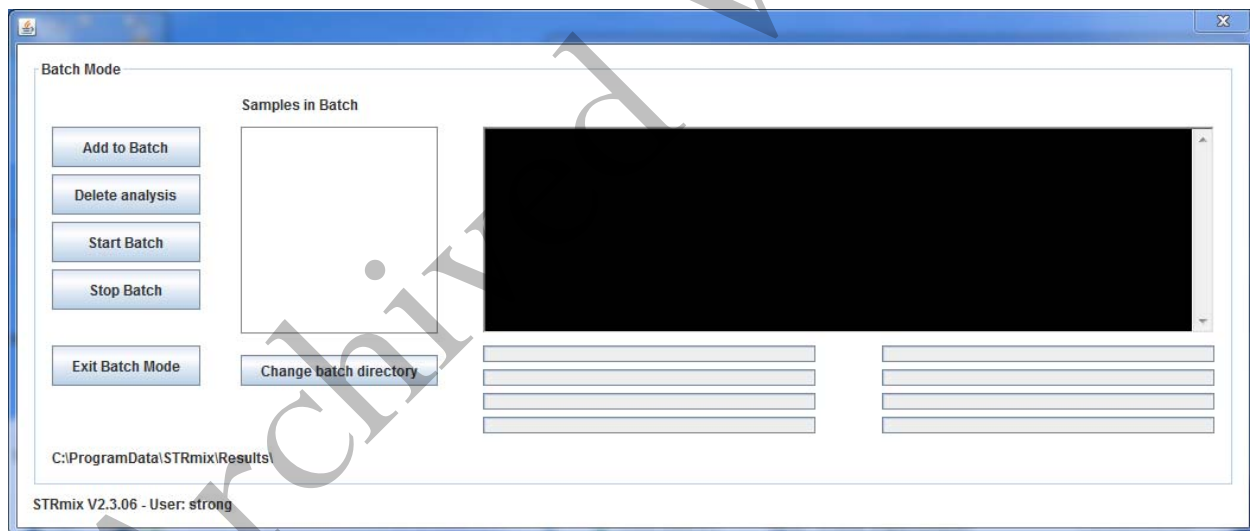 Batch Mode
Samples in Batch
Add to Batch
Delete analysis
Start Batch
Stop Batch
Exit Batch Mode
Change batch directory
C:\ProgramData\STRmix\Results\
STRmix V2.3.06 - User: strong
Archived